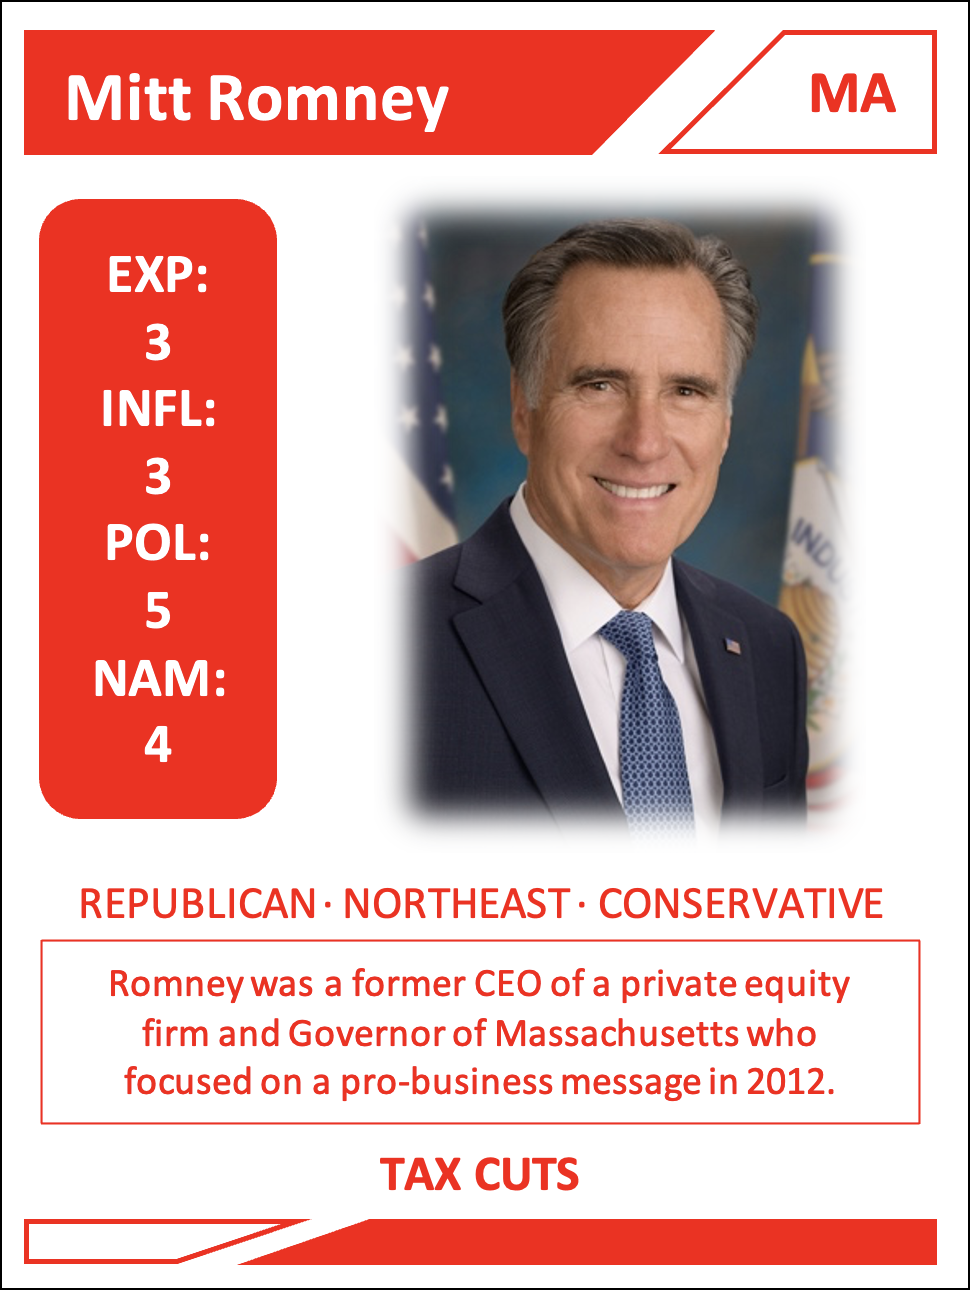 Mitt Romney
MA
EXP:
3
INFL:
3
POL:
5
NAM:
4
INDU
REPUBLICAN · NORTHEAST · CONSERVATIVE
Romney was a former CEO of a private equity
firm and Governor of Massachusetts who
focused on a pro-business message in 2012.
TAX CUTS